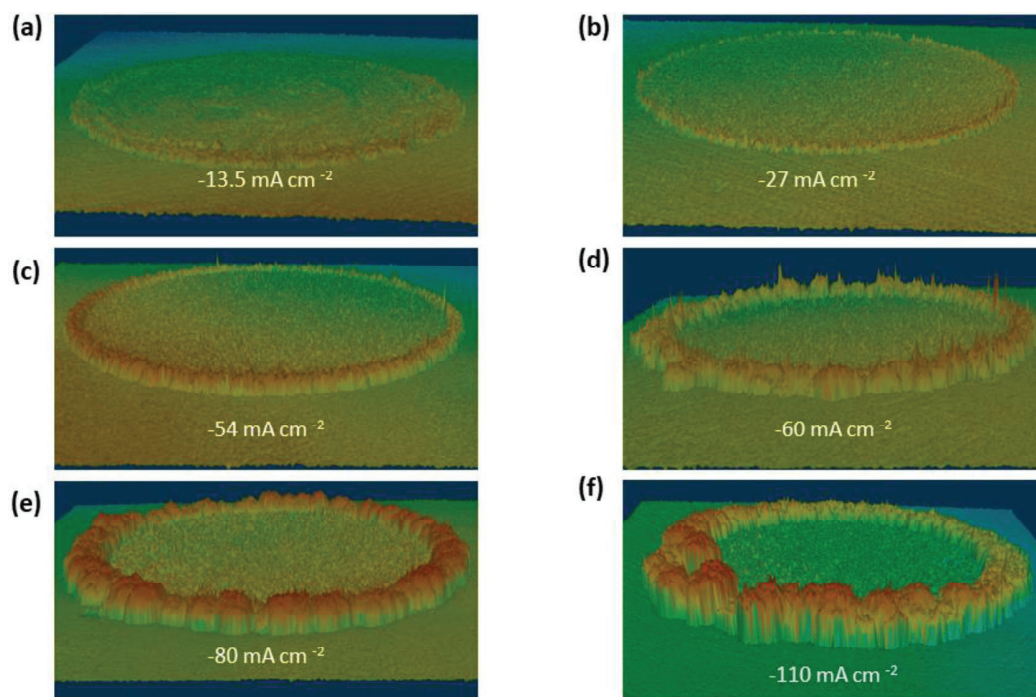 (a)
-13.5 mA cm ⁻²
(b)
-27 mA cm ⁻²
(c)
-54 mA cm ⁻²
(d)
-60 mA cm ⁻²
(e)
-80 mA cm ⁻²
(f)
-110 mA cm ⁻²